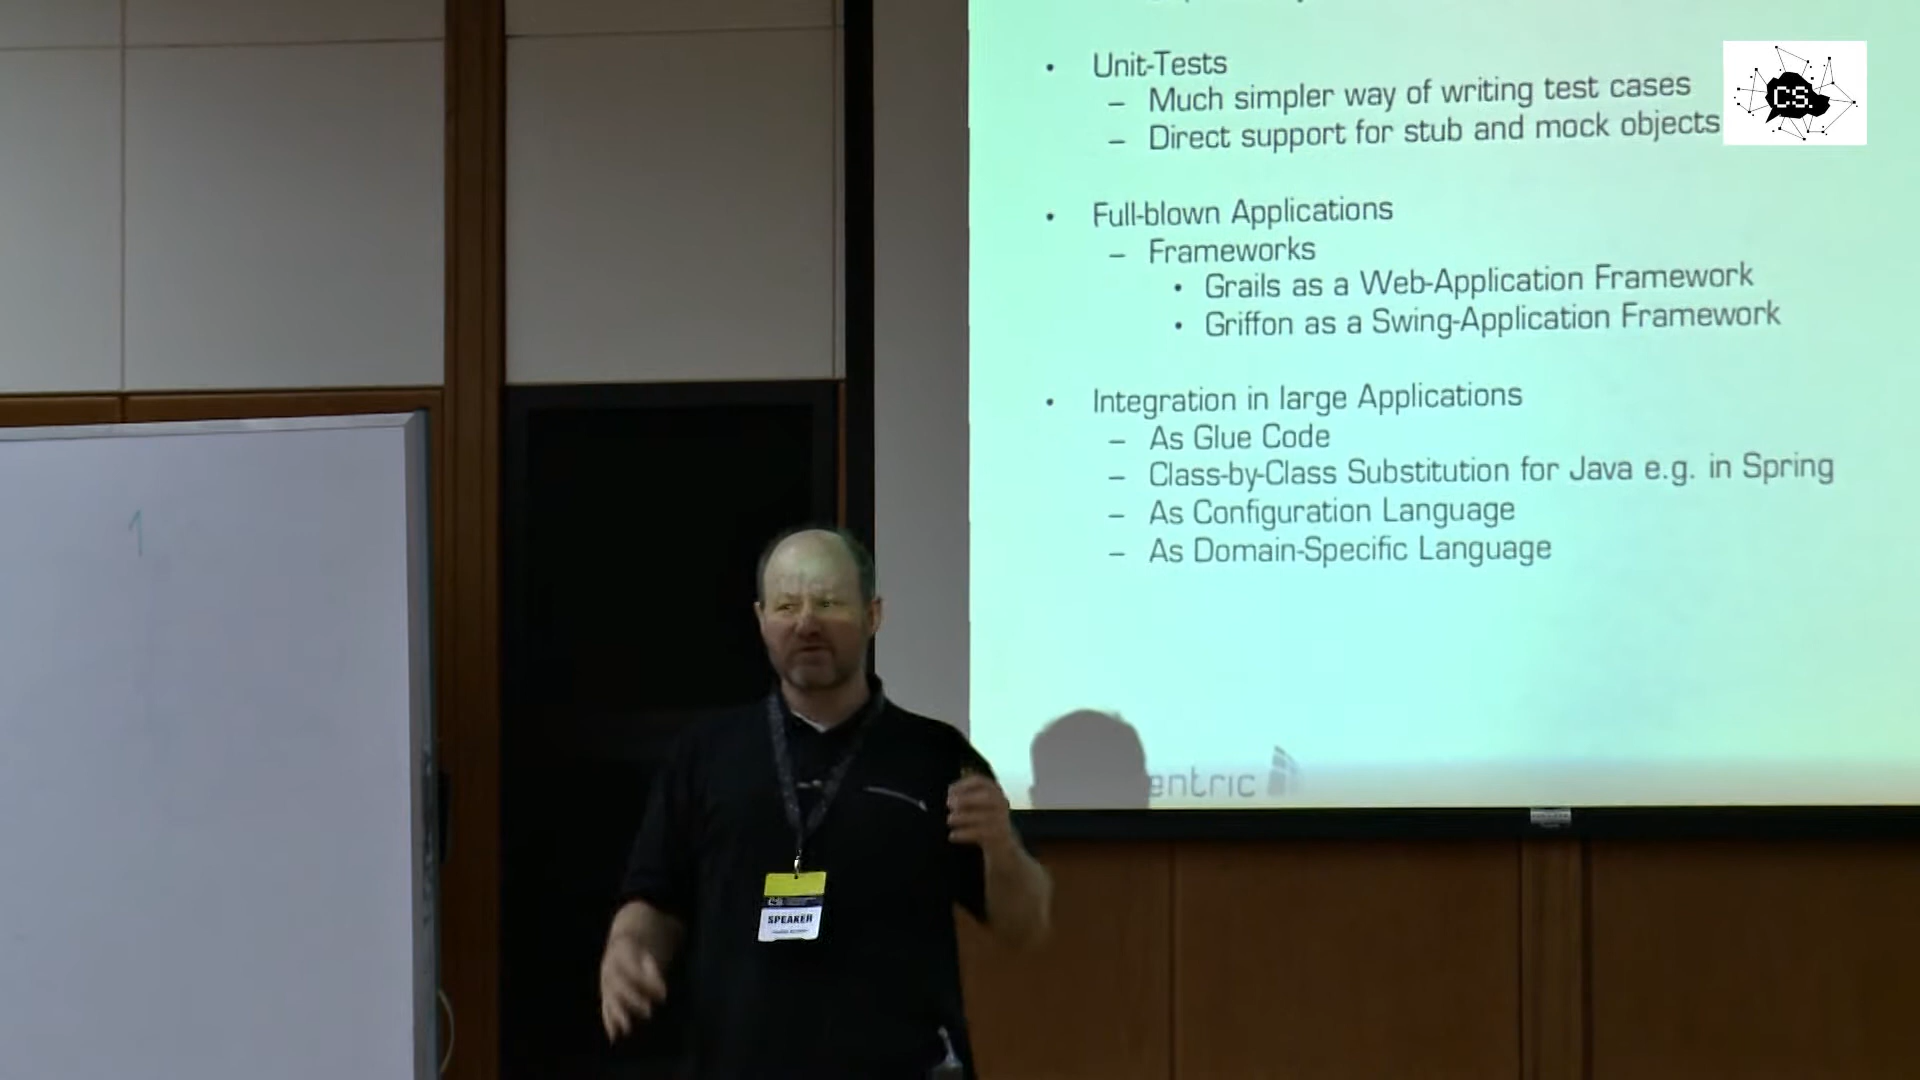 Unit-Tests
– Much simpler way of writing test cases
– Direct support for stub and mock objects
CS.
Full-blown Applications
– Frameworks
• Grails as a Web-Application Framework
• Griffon as a Swing-Application Framework
• Integration in large Applications
– As Glue Code
– Class-by-Class Substitution for Java e.g. in Spring
– As Configuration Language
– As Domain-Specific Language
1
entric
SPEAKER